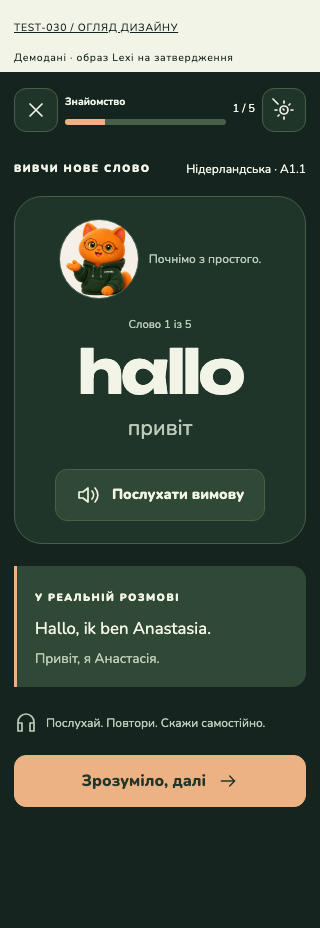 TEST-030 / ОГЛЯД ДИЗАЙНУ
Демодані · образ Lexi на затвердження
Знайомство
1 / 5
ВИВЧИ НОВЕ СЛОВО
Нідерландська · A1.1
Почнімо з простого.
Слово 1 із 5
hallo
привіт
Послухати вимову
У РЕАЛЬНІЙ РОЗМОВІ
Hallo, ik ben Anastasia.
Привіт, я Анастасія.
Послухай. Повтори. Скажи самостійно.
Зрозуміло, далі